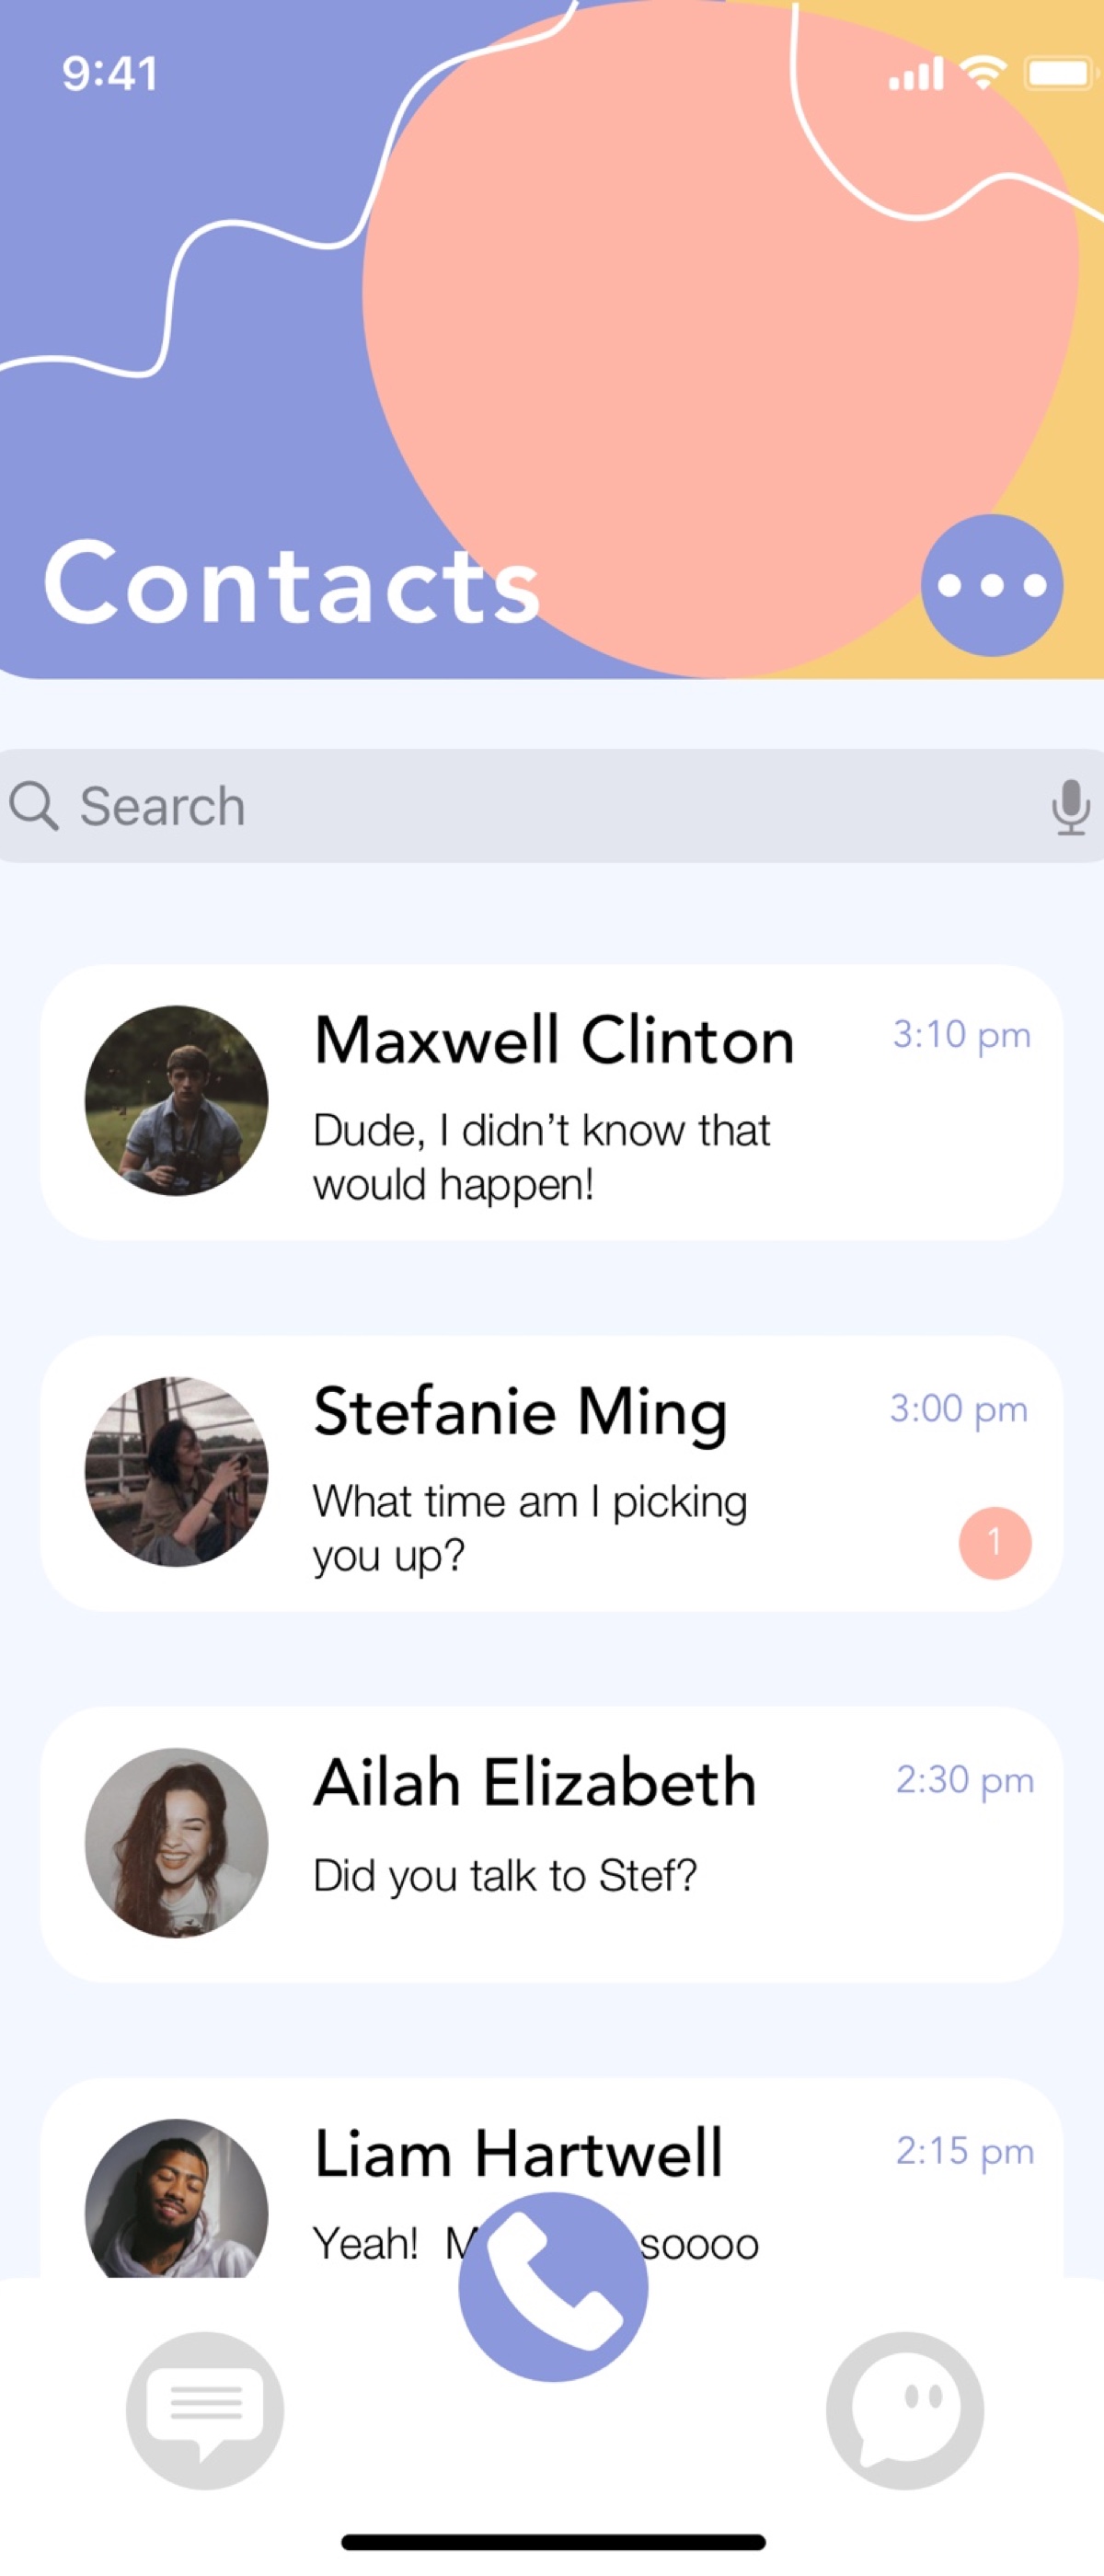 9:41
Contacts
Search
Maxwell Clinton
3:10 pm
Dude, I didn’t know that
would happen!
Stefanie Ming
3:00 pm
What time am I picking
you up?
1
Ailah Elizabeth
2:30 pm
Did you talk to Stef?
Liam Hartwell
2:15 pm
Yeah! soooo